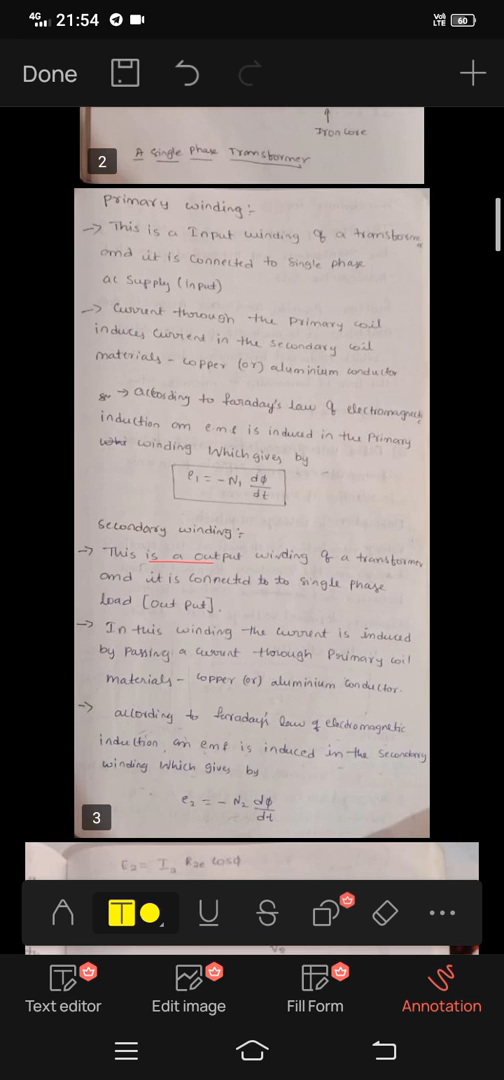 4G 21:54 Vo) LTE 60
Done
Iron Core
2
A Single Phase Transformer
Primary winding:-
→ This is a Input winding of a transform
and it is connected to single phase
ac supply (Input)
→ Current through the Primary coil
induces current in the secondary coil
materials - copper (or) aluminium conductor
→ according to faraday's law of electromagnetic
induction an e.m.f is induced in the Primary
winding Which gives by
e₁ = -N₁ dφ/dt
Secondary winding:-
→ This is a output winding of a transformer
and it is connected to to single phase
load [out put].
→ In this winding the current is induced
by passing a current through Primary coil
materials - copper (or) aluminium conductor.
→ according to faraday's law of electromagnetic
induction, an emf is induced in the secondary
winding Which gives by
e₂ = - N₂ dφ/dt
3
E₂ = I₂ R₂e cosφ
T
U
S
Text editor
Edit image
Fill Form
Annotation